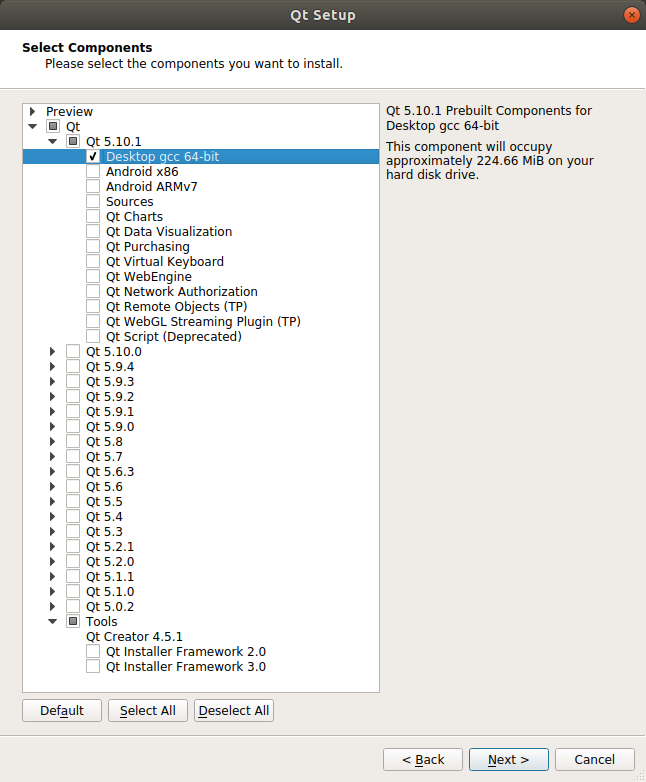 Qt Setup
Select Components
Please select the components you want to install.
Preview
Qt
Qt 5.10.1
Desktop gcc 64-bit
Android x86
Android ARMv7
Sources
Qt Charts
Qt Data Visualization
Qt Purchasing
Qt Virtual Keyboard
Qt WebEngine
Qt Network Authorization
Qt Remote Objects (TP)
Qt WebGL Streaming Plugin (TP)
Qt Script (Deprecated)
Qt 5.10.0
Qt 5.9.4
Qt 5.9.3
Qt 5.9.2
Qt 5.9.1
Qt 5.9.0
Qt 5.8
Qt 5.7
Qt 5.6.3
Qt 5.6
Qt 5.5
Qt 5.4
Qt 5.3
Qt 5.2.1
Qt 5.2.0
Qt 5.1.1
Qt 5.1.0
Qt 5.0.2
Tools
Qt Creator 4.5.1
Qt Installer Framework 2.0
Qt Installer Framework 3.0
Qt 5.10.1 Prebuilt Components for
Desktop gcc 64-bit
This component will occupy
approximately 224.66 MiB on your
hard disk drive.
Default
Select All
Deselect All
< Back
Next >
Cancel